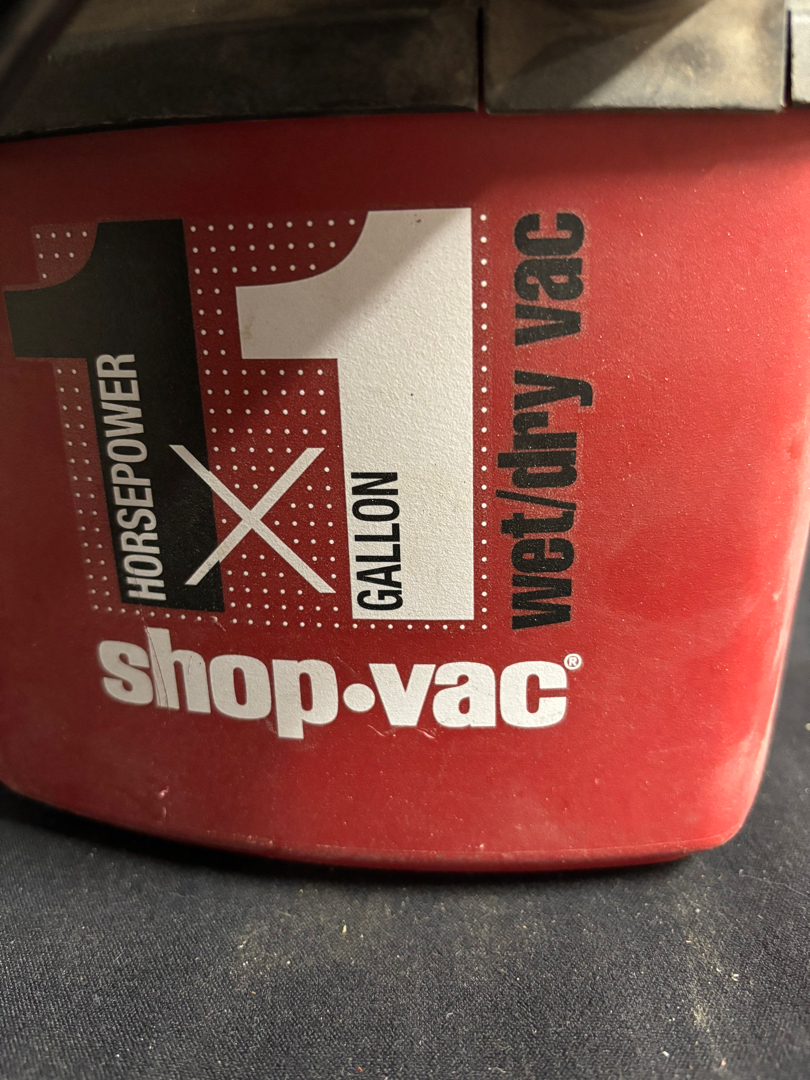 1 HORSEPOWER
X
1 GALLON
wet/dry vac
shop•vac®